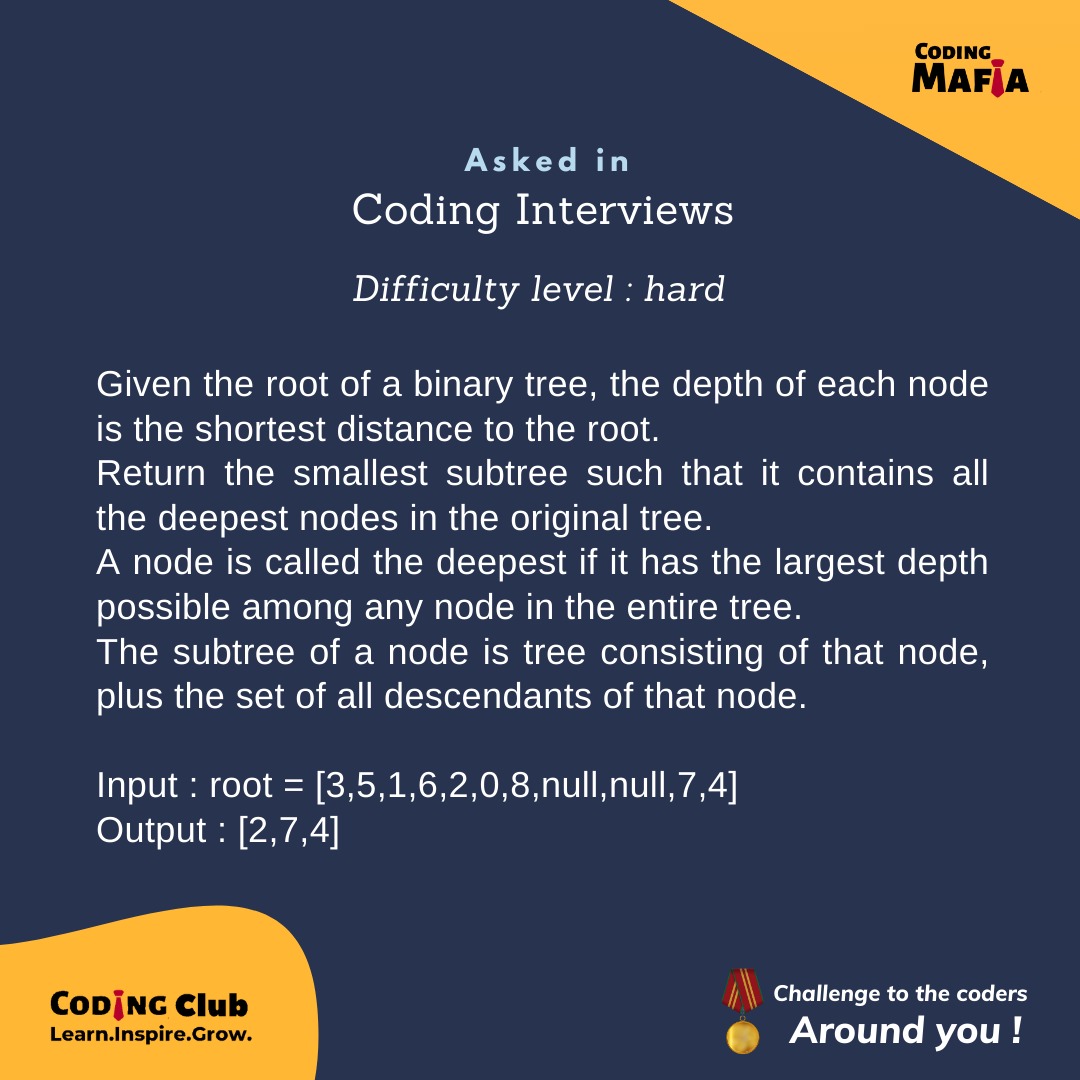 CODING
MAFIA
Asked in
Coding Interviews
Difficulty level : hard
Given the root of a binary tree, the depth of each node
is the shortest distance to the root.
Return the smallest subtree such that it contains all
the deepest nodes in the original tree.
A node is called the deepest if it has the largest depth
possible among any node in the entire tree.
The subtree of a node is tree consisting of that node,
plus the set of all descendants of that node.
Input : root = [3,5,1,6,2,0,8,null,null,7,4]
Output : [2,7,4]
CODING Club
Learn.Inspire.Grow.
Challenge to the coders
Around you !